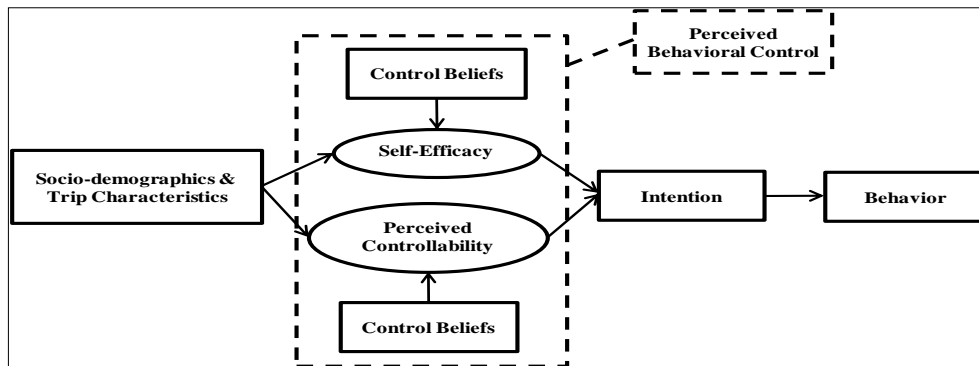 Perceived
Behavioral Control
Control Beliefs
Self-Efficacy
Socio-demographics &
Trip Characteristics
Intention
Behavior
Perceived
Controllability
Control Beliefs